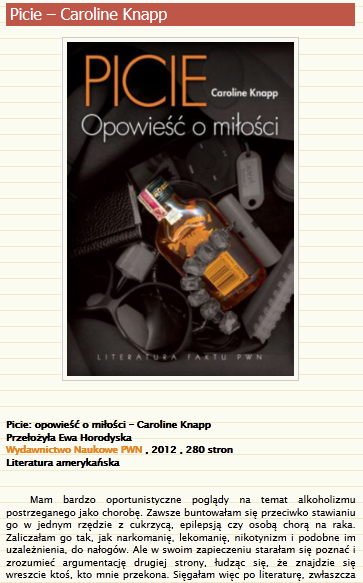 Picie – Caroline Knapp
PICIE
Caroline Knapp
Opowieść o miłości
LITERATURA FAKTU PWN
Picie: opowieść o miłości – Caroline Knapp
Przełożyła Ewa Horodyska
Wydawnictwo Naukowe PWN , 2012 , 280 stron
Literatura amerykańska
Mam bardzo oportunistyczne poglądy na temat alkoholizmu
postrzeganego jako chorobę. Zawsze buntowałam się przeciwko stawianiu
go w jednym rzędzie z cukrzycą, epilepsją czy osobą chorą na raka.
Zaliczałam go tak, jak narkomanię, lekomanię, nikotynizm i podobne im
uzależnienia, do nałogów. Ale w swoim zapieczeniu starałam się poznać i
zrozumieć argumentację drugiej strony, łudząc się, że znajdzie się
wreszcie ktoś, kto mnie przekona. Sięgałam więc po literaturę, zwłaszcza